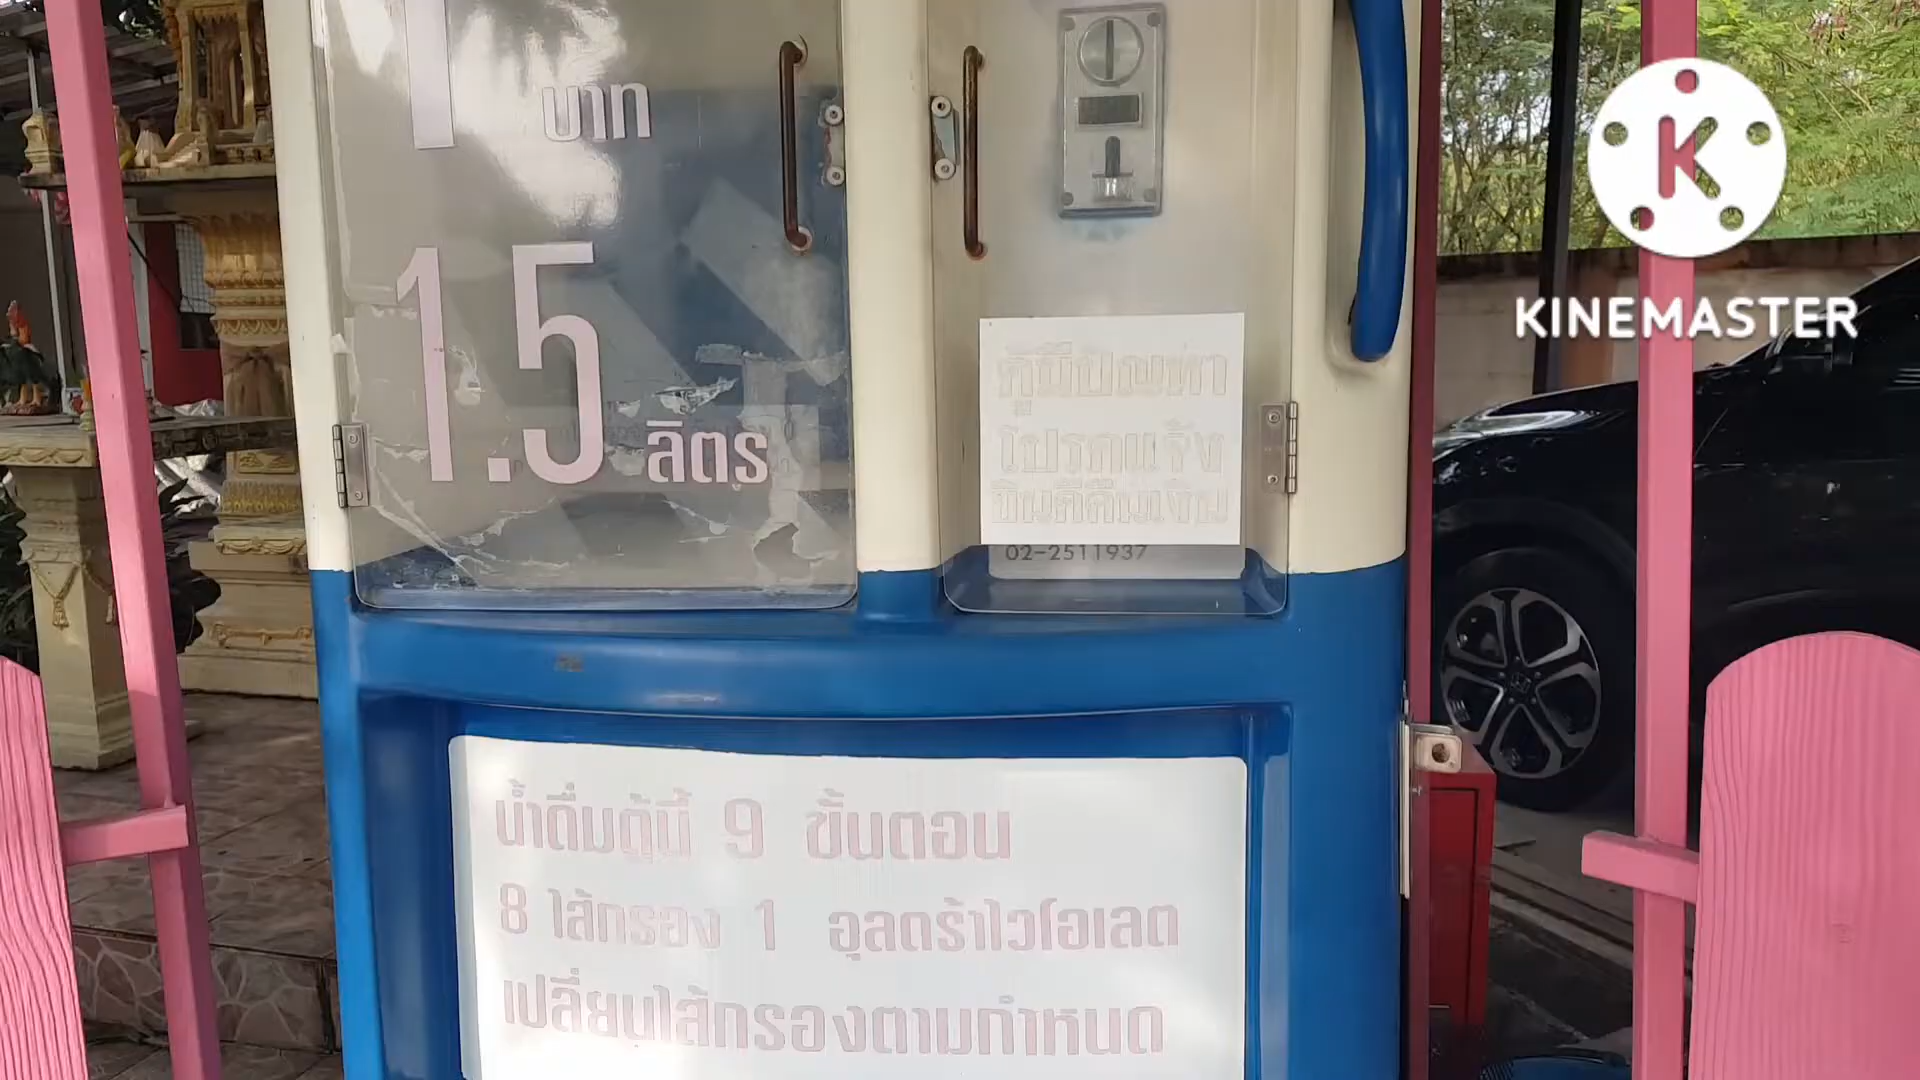 1 บาท
1.5 ลิตร
ตู้มีปัญหา
โปรดแจ้ง
ยินดีคืนเงิน
02-2511937
น้ำดื่มตู้นี้ 9 ขั้นตอน
8 ไส้กรอง 1 อุลตร้าไวโอเลต
เปลี่ยนไส้กรองตามกำหนด
K
KINEMASTER